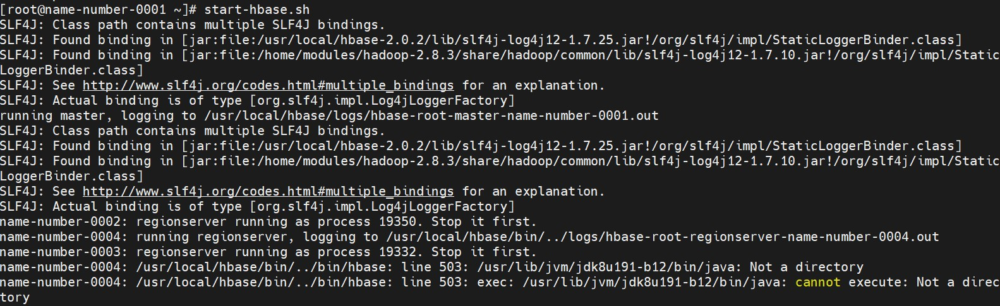 [root@name-number-0001 ~]# start-hbase.sh
SLF4J: Class path contains multiple SLF4J bindings.
SLF4J: Found binding in [jar:file:/usr/local/hbase-2.0.2/lib/slf4j-log4j12-1.7.25.jar!/org/slf4j/impl/StaticLoggerBinder.class]
SLF4J: Found binding in [jar:file:/home/modules/hadoop-2.8.3/share/hadoop/common/lib/slf4j-log4j12-1.7.10.jar!/org/slf4j/impl/Static
LoggerBinder.class]
SLF4J: See http://www.slf4j.org/codes.html#multiple_bindings for an explanation.
SLF4J: Actual binding is of type [org.slf4j.impl.Log4jLoggerFactory]
running master, logging to /usr/local/hbase/logs/hbase-root-master-name-number-0001.out
SLF4J: Class path contains multiple SLF4J bindings.
SLF4J: Found binding in [jar:file:/usr/local/hbase-2.0.2/lib/slf4j-log4j12-1.7.25.jar!/org/slf4j/impl/StaticLoggerBinder.class]
SLF4J: Found binding in [jar:file:/home/modules/hadoop-2.8.3/share/hadoop/common/lib/slf4j-log4j12-1.7.10.jar!/org/slf4j/impl/Static
LoggerBinder.class]
SLF4J: See http://www.slf4j.org/codes.html#multiple_bindings for an explanation.
SLF4J: Actual binding is of type [org.slf4j.impl.Log4jLoggerFactory]
name-number-0002: regionserver running as process 19350. Stop it first.
name-number-0004: running regionserver, logging to /usr/local/hbase/bin/../logs/hbase-root-regionserver-name-number-0004.out
name-number-0003: regionserver running as process 19332. Stop it first.
name-number-0004: /usr/local/hbase/bin/../bin/hbase: line 503: /usr/lib/jvm/jdk8u191-b12/bin/java: Not a directory
name-number-0004: /usr/local/hbase/bin/../bin/hbase: line 503: exec: /usr/lib/jvm/jdk8u191-b12/bin/java: cannot execute: Not a direc
tory